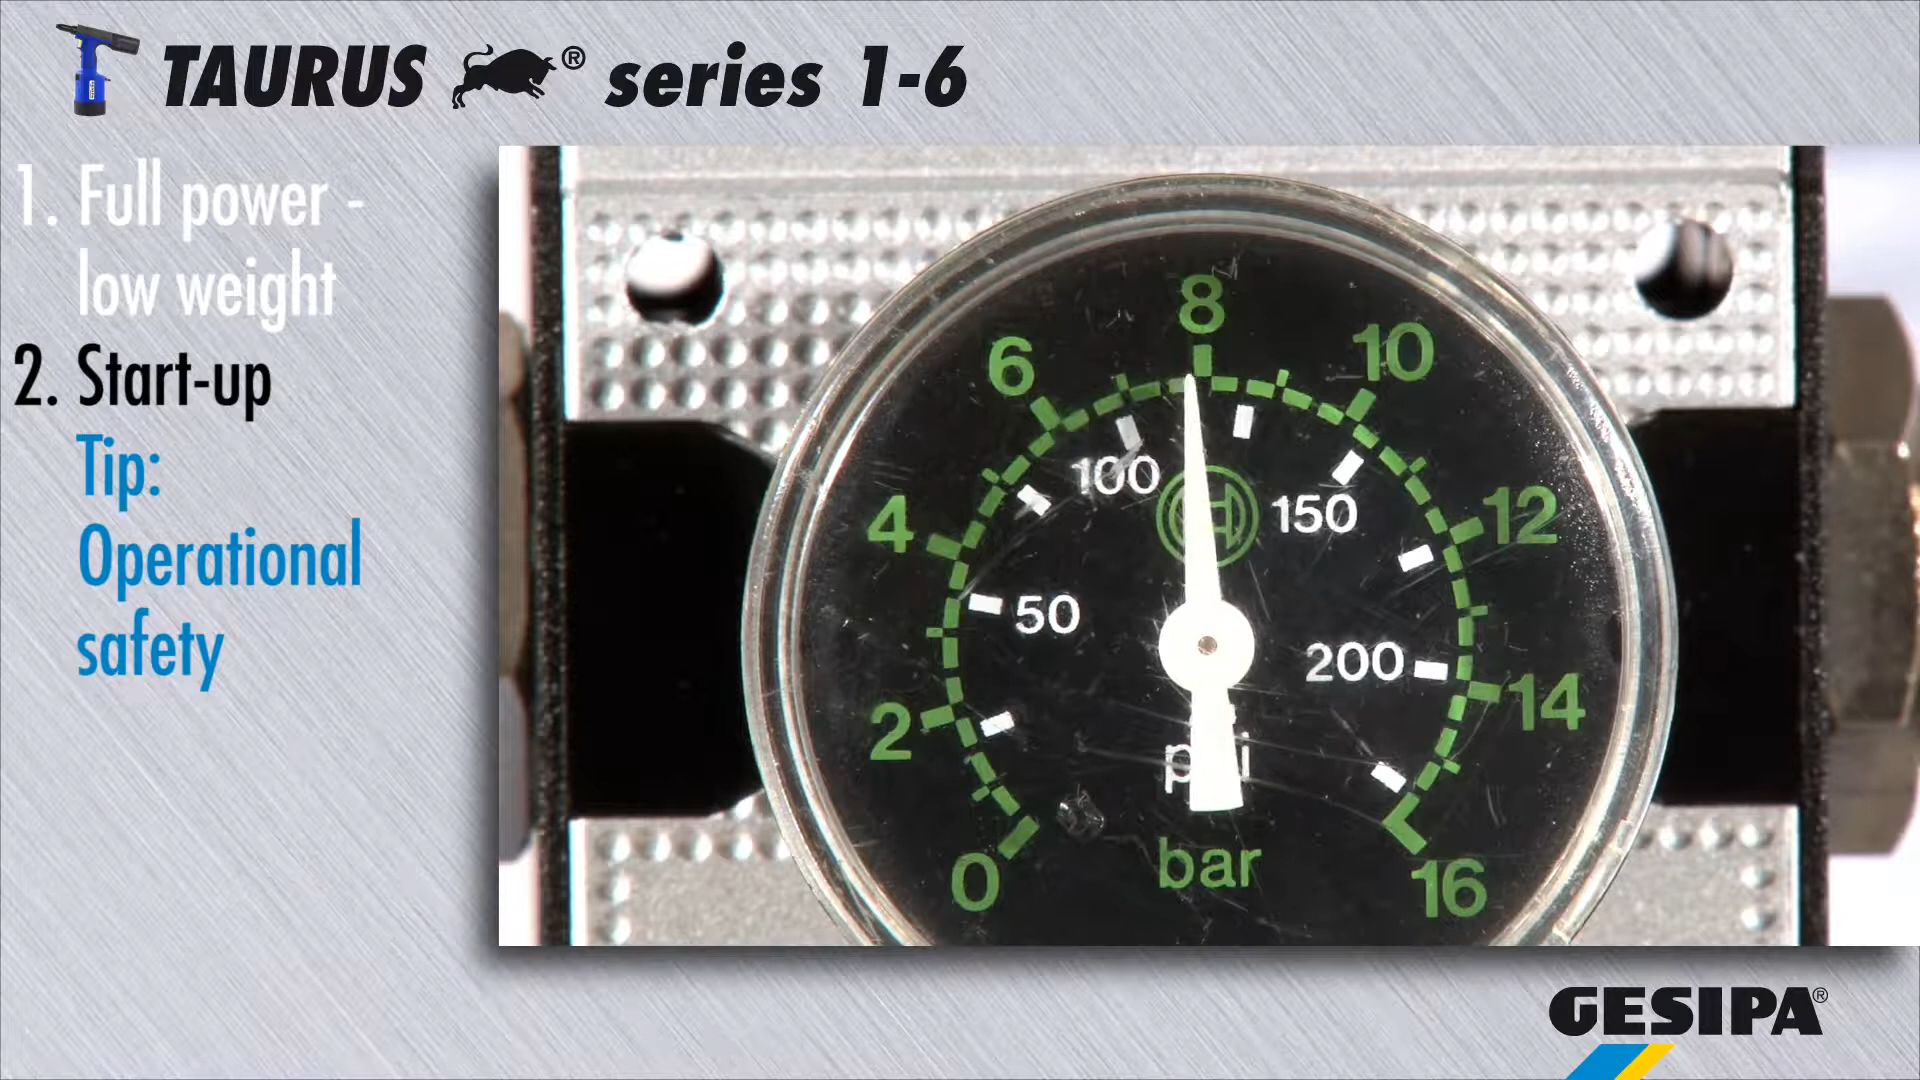 TAURUS ® series 1-6
1. Full power -
low weight
2. Start-up
Tip:
Operational
safety
8
6
10
100
150
4
12
50
200
2
14
psi
bar
0
16
GESIPA®